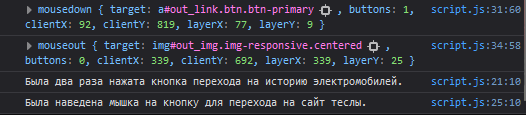 ▶ mousedown { target: a#out_link.btn.btn-primary , buttons: 1, script.js:31:60
clientX: 92, clientY: 819, layerX: 77, layerY: 9 }
▶ mouseout { target: img#out_img.img-responsive.centered script.js:34:58
, buttons: 0, clientX: 339, clientY: 692, layerX: 339, layerY: 25 }
Была два раза нажата кнопка перехода на историю электромобилей. script.js:21:10
Была наведена мышка на кнопку для перехода на сайт теслы. script.js:25:10